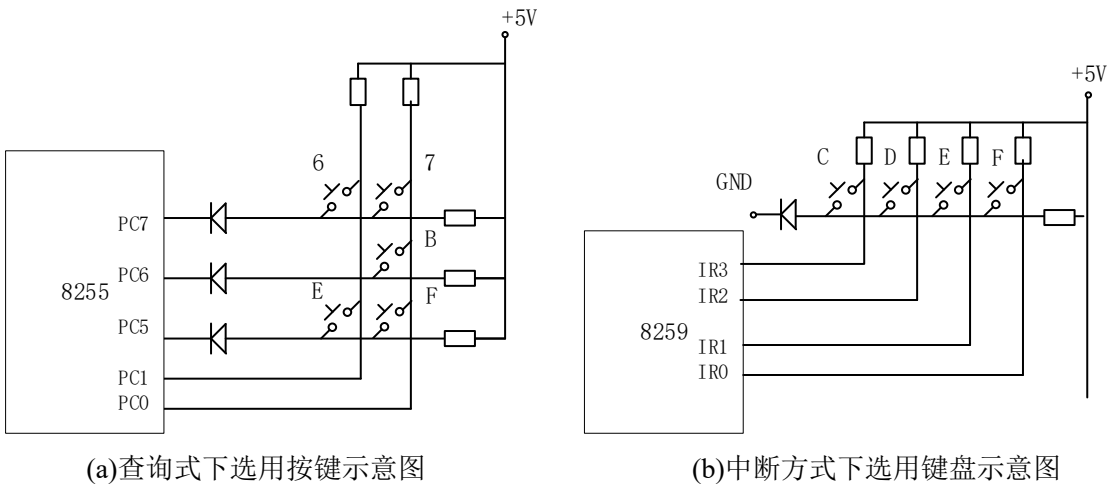 +5V
6
7
PC7
B
PC6
8255
E
F
PC5
PC1
PC0
(a)查询式下选用按键示意图
+5V
C
D
E
F
GND
IR3
IR2
8259
IR1
IR0
(b)中断方式下选用键盘示意图